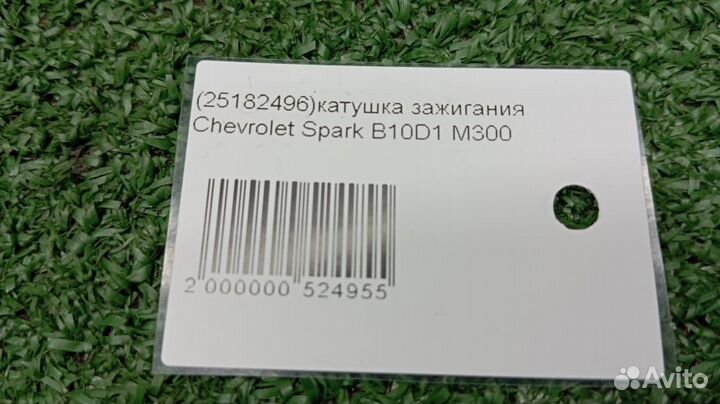 (25182496)катушка зажигания
Chevrolet Spark B10D1 M300
2 000000 524955
Avito